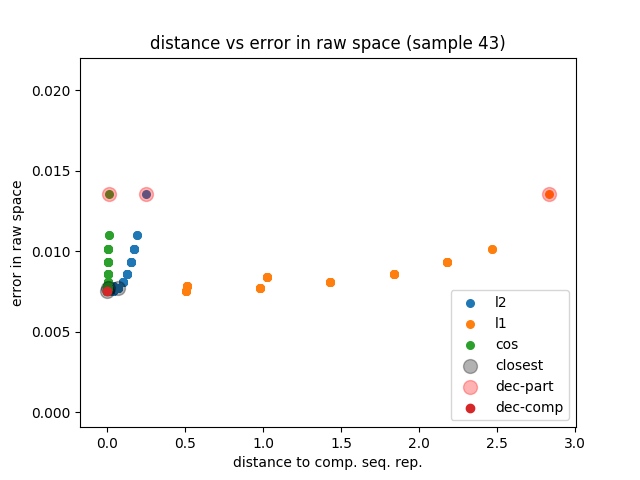 distance vs error in raw space (sample 43)
error in raw space
0.020
0.015
0.010
0.005
0.000
l2
l1
cos
closest
dec-part
dec-comp
0.0 0.5 1.0 1.5 2.0 2.5 3.0
distance to comp. seq. rep.